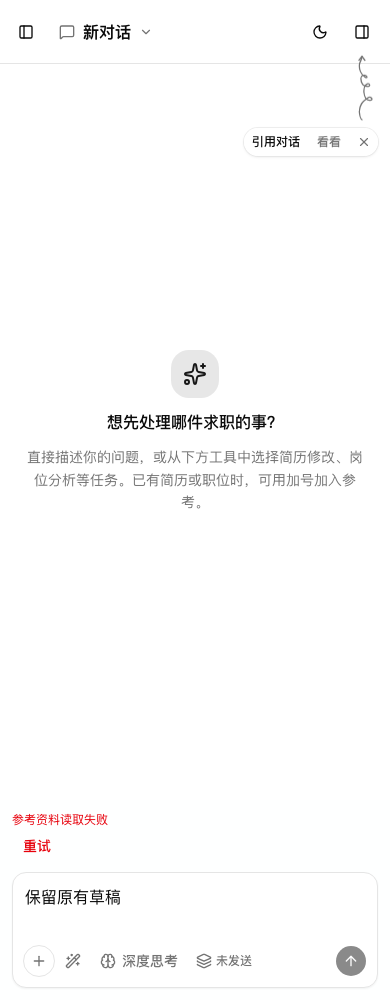 新对话
引用对话 看看
想先处理哪件求职的事?
直接描述你的问题，或从下方工具中选择简历修改、岗
位分析等任务。已有简历或职位时，可用加号加入参
考。
参考资料读取失败
重试
保留原有草稿
深度思考 未发送